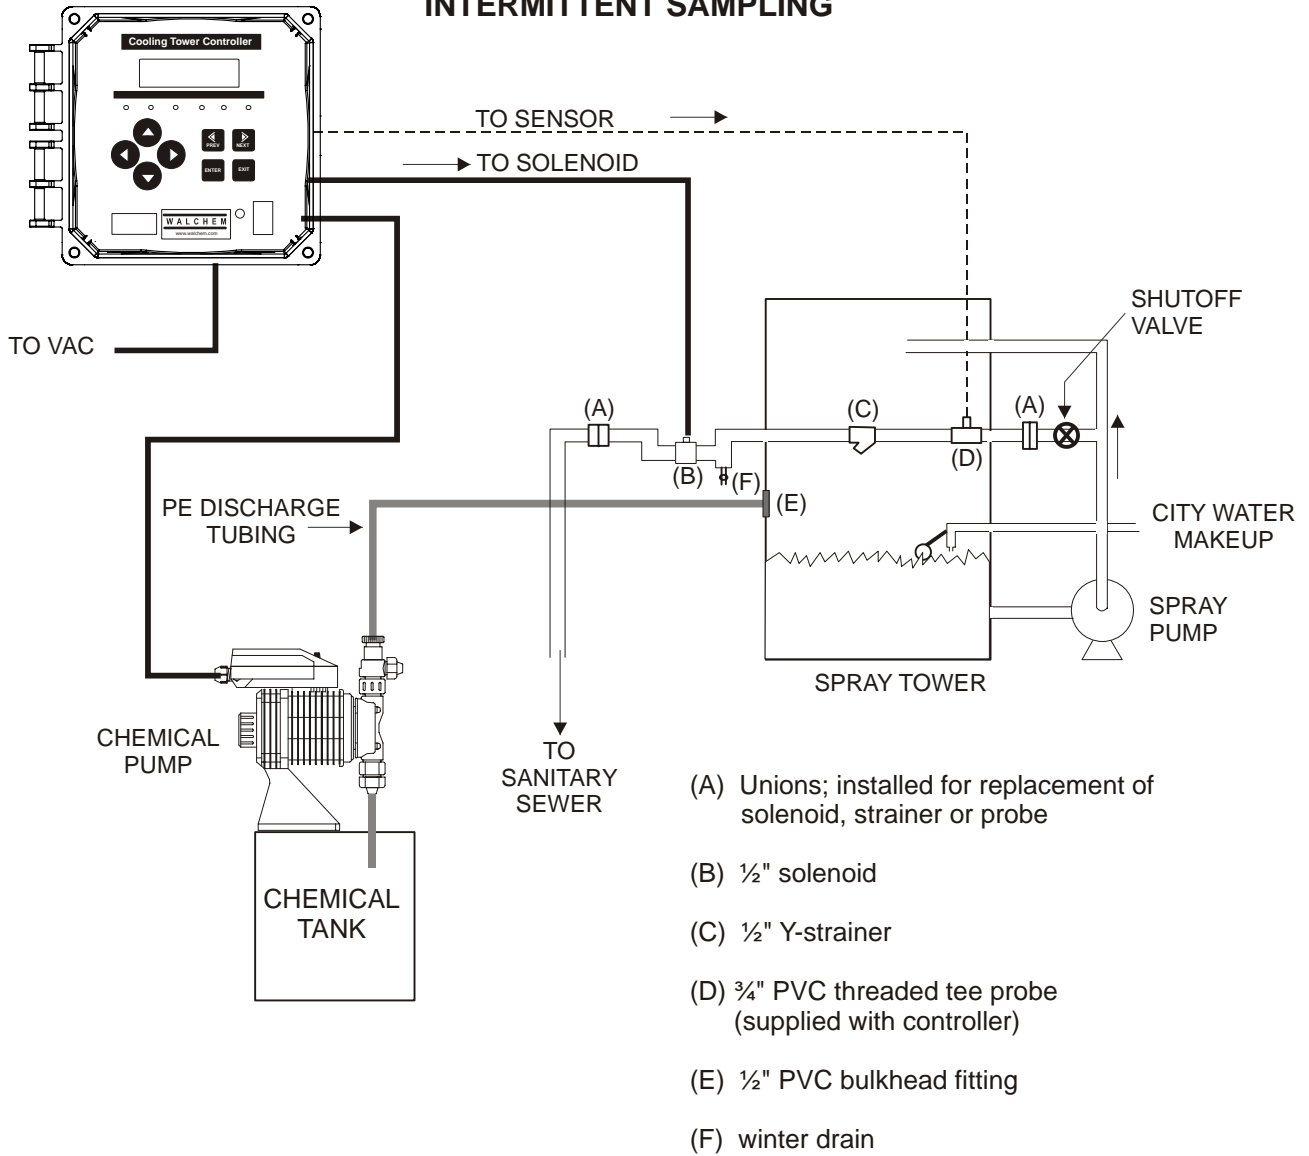 INTERMITTENT SAMPLING
Cooling Tower Controller
PREV
NEXT
ENTER
EXIT
WALCHEM
www.walchem.com
TO SENSOR
TO SOLENOID
TO VAC
SHUTOFF
VALVE
(A)
(C)
(A)
(B)
(F)
(D)
(E)
PE DISCHARGE
TUBING
CITY WATER
MAKEUP
SPRAY
PUMP
SPRAY TOWER
CHEMICAL
PUMP
TO
SANITARY
SEWER
CHEMICAL
TANK
(A) Unions; installed for replacement of
solenoid, strainer or probe
(B) ½" solenoid
(C) ½" Y-strainer
(D) ¾" PVC threaded tee probe
(supplied with controller)
(E) ½" PVC bulkhead fitting
(F) winter drain